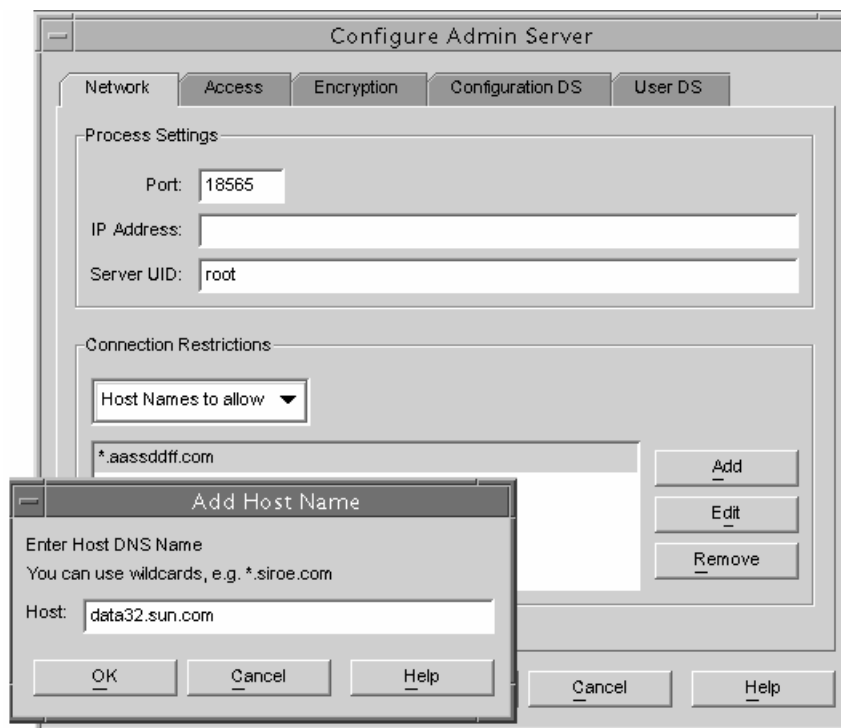 Configure Admin Server
Network Access Encryption Configuration DS User DS
Process Settings
Port: 18565
IP Address:
Server UID: root
Connection Restrictions
Host Names to allow
*.aassddff.com
Add
Edit
Remove
Add Host Name
Enter Host DNS Name
You can use wildcards, e.g. *.siroe.com
Host: data32.sun.com
OK Cancel Help
Cancel Help